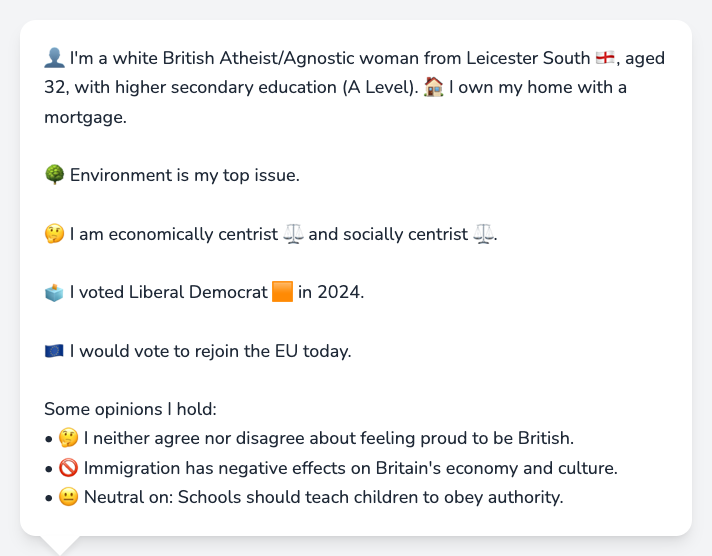 👤 I'm a white British Atheist/Agnostic woman from Leicester South 🏴󠁧󠁢󠁥󠁮󠁧󠁿, aged
32, with higher secondary education (A Level). 🏠 I own my home with a
mortgage.
🌳 Environment is my top issue.
🤔 I am economically centrist ⚖️ and socially centrist ⚖️.
🗳️ I voted Liberal Democrat 🟧 in 2024.
🇪🇺 I would vote to rejoin the EU today.
Some opinions I hold:
• 🤔 I neither agree nor disagree about feeling proud to be British.
• 🚫 Immigration has negative effects on Britain's economy and culture.
• 😐 Neutral on: Schools should teach children to obey authority.